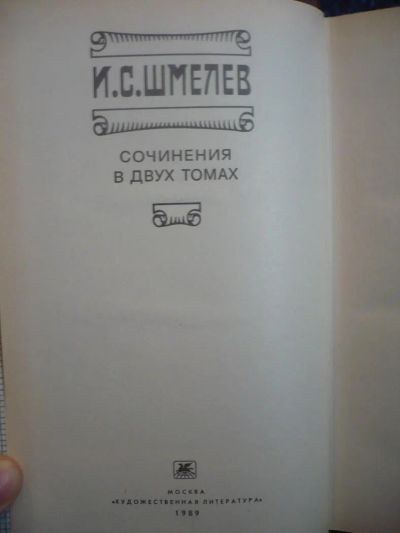 И.С.ШМЕЛЕВ
СОЧИНЕНИЯ
В ДВУХ ТОМАХ
МОСКВА
«ХУДОЖЕСТВЕННАЯ ЛИТЕРАТУРА»
1989